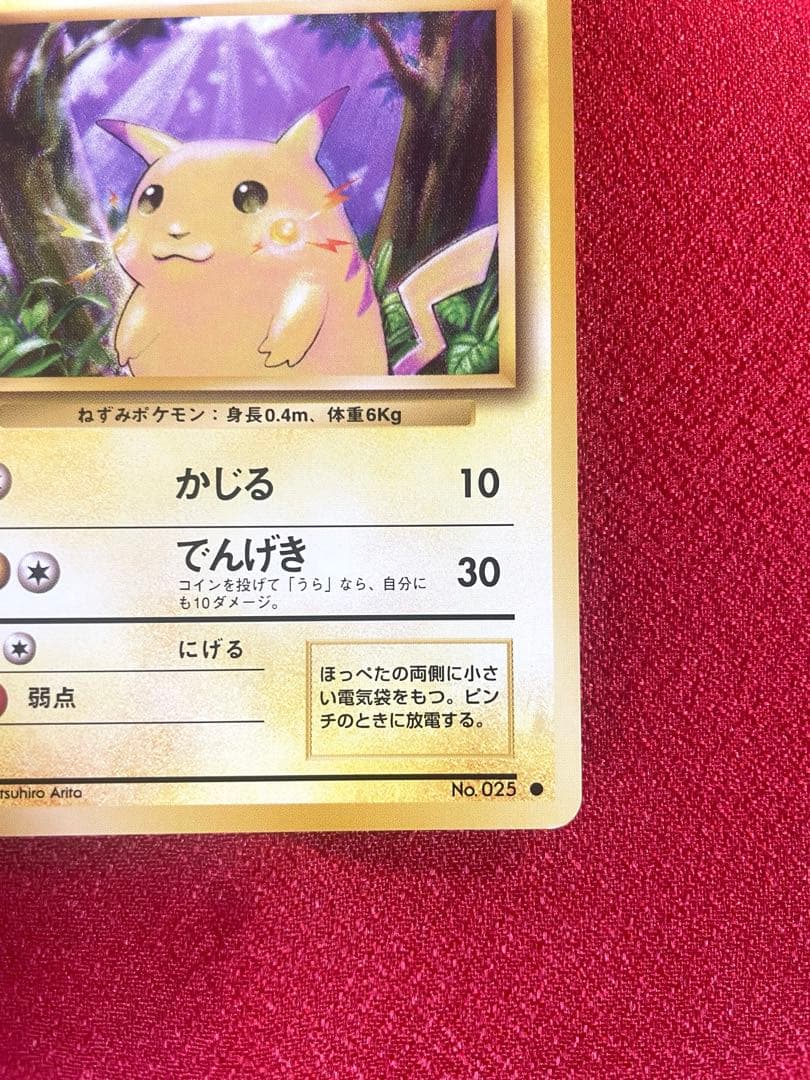 ねずみポケモン：身長0.4m、体重6Kg
かじる 10
でんげき 30
コインを投げて「うら」なら、自分に
も10ダメージ。
にげる
弱点
ほっぺたの両側に小さ
い電気袋をもつ。ピン
チのときに放電する。
Arita
No. 025 ●